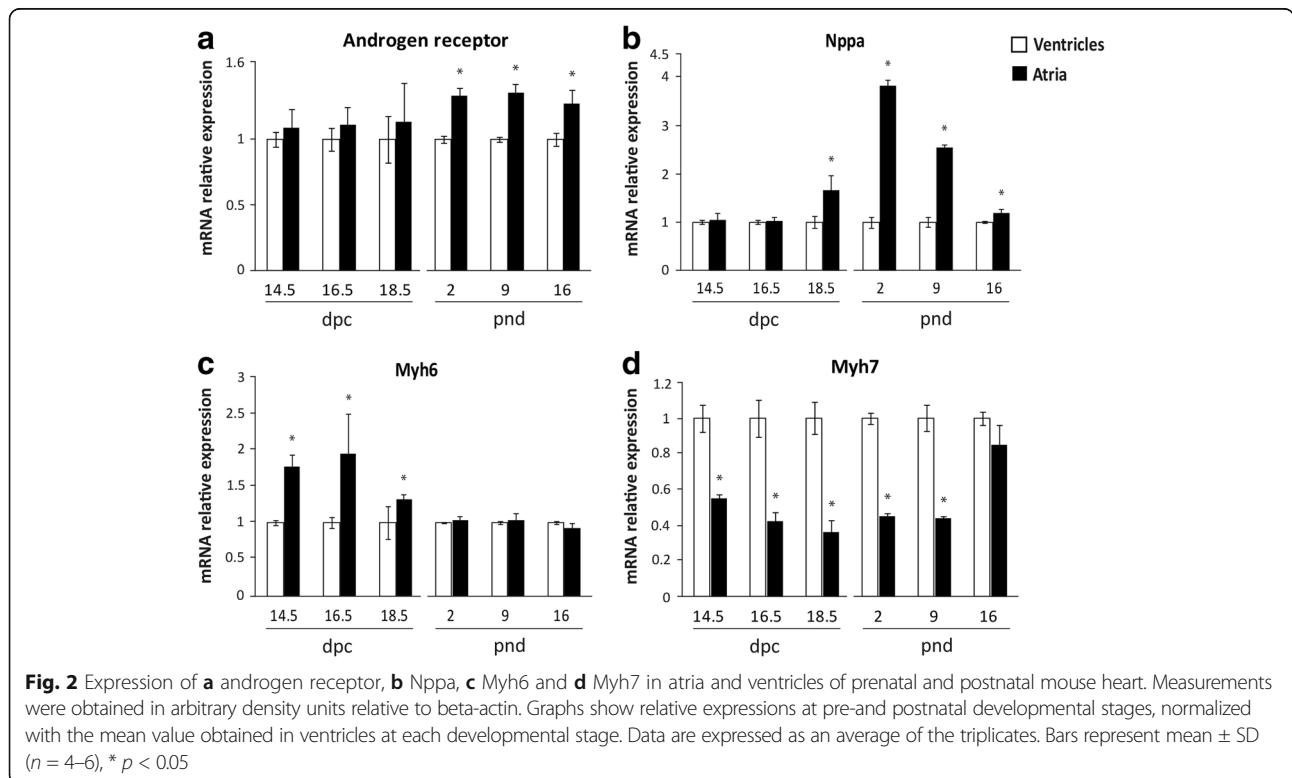 a
Androgen receptor
mRNA relative expression
1.6
1
0.5
0
*
*
*
14.5 16.5 18.5 2 9 16
dpc pnd
b
Nppa
Ventricles
Atria
mRNA relative expression
4.5
4
3
2
1
0
*
*
*
*
14.5 16.5 18.5 2 9 16
dpc pnd
c
Myh6
mRNA relative expression
3
2.5
2
1.5
1
0.5
0
*
*
*
14.5 16.5 18.5 2 9 16
dpc pnd
d
Myh7
mRNA relative expression
1.2
1
0.8
0.6
0.4
0.2
0
*
*
*
*
*
14.5 16.5 18.5 2 9 16
dpc pnd
Fig. 2 Expression of a androgen receptor, b Nppa, c Myh6 and d Myh7 in atria and ventricles of prenatal and postnatal mouse heart. Measurements
were obtained in arbitrary density units relative to beta-actin. Graphs show relative expressions at pre-and postnatal developmental stages, normalized
with the mean value obtained in ventricles at each developmental stage. Data are expressed as an average of the triplicates. Bars represent mean ± SD
(n = 4–6), * p < 0.05